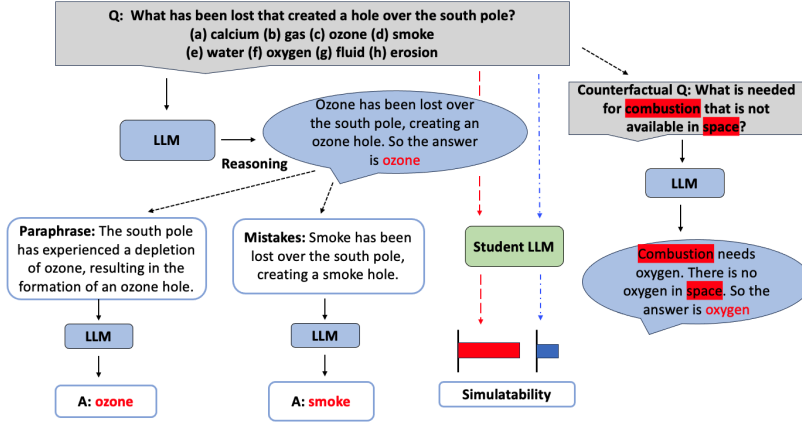 Q: What has been lost that created a hole over the south pole?
(a) calcium (b) gas (c) ozone (d) smoke
(e) water (f) oxygen (g) fluid (h) erosion
LLM
Reasoning
Ozone has been lost over
the south pole, creating an
ozone hole. So the answer
is ozone
Counterfactual Q: What is needed
for combustion that is not
available in space?
LLM
Combustion needs
oxygen. There is no
oxygen in space. So the
answer is oxygen
Paraphrase: The south pole
has experienced a depletion
of ozone, resulting in the
formation of an ozone hole.
LLM
A: ozone
Mistakes: Smoke has been
lost over the south pole,
creating a smoke hole.
LLM
A: smoke
Student LLM
Simulatability